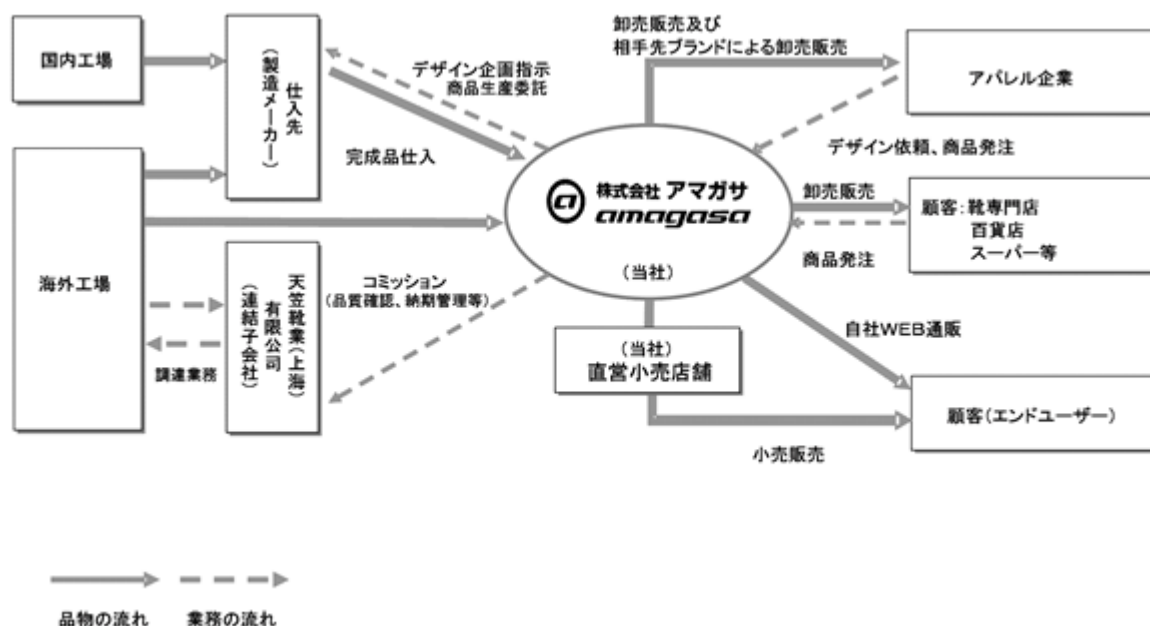 国内工場
仕入先
(製造メーカー)
デザイン企画指示
商品生産委託
完成品仕入
海外工場
天笠靴業(上海)
有限公司
(連結子会社)
調達業務
コミッション
(品質確認、納期管理等)
a
株式会社 アマガサ
amagasa
(当社)
(当社)
直営小売店舗
卸売販売及び
相手先ブランドによる卸売販売
アパレル企業
デザイン依頼、商品発注
卸売販売
商品発注
顧客:靴専門店
百貨店
スーパー等
自社WEB通販
顧客(エンドユーザー)
小売販売
品物の流れ
業務の流れ